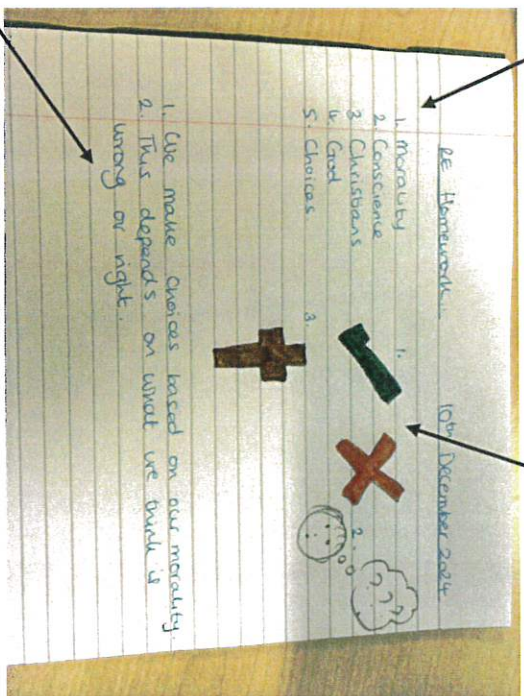 RE Homework. 10th December 2024
1. Morality
2. Conscience
3. Christians
4. God
5. Choices
1.
2.
???
3.
1. We make choices based on our morality.
2. This depends on what we think is
wrong or right.